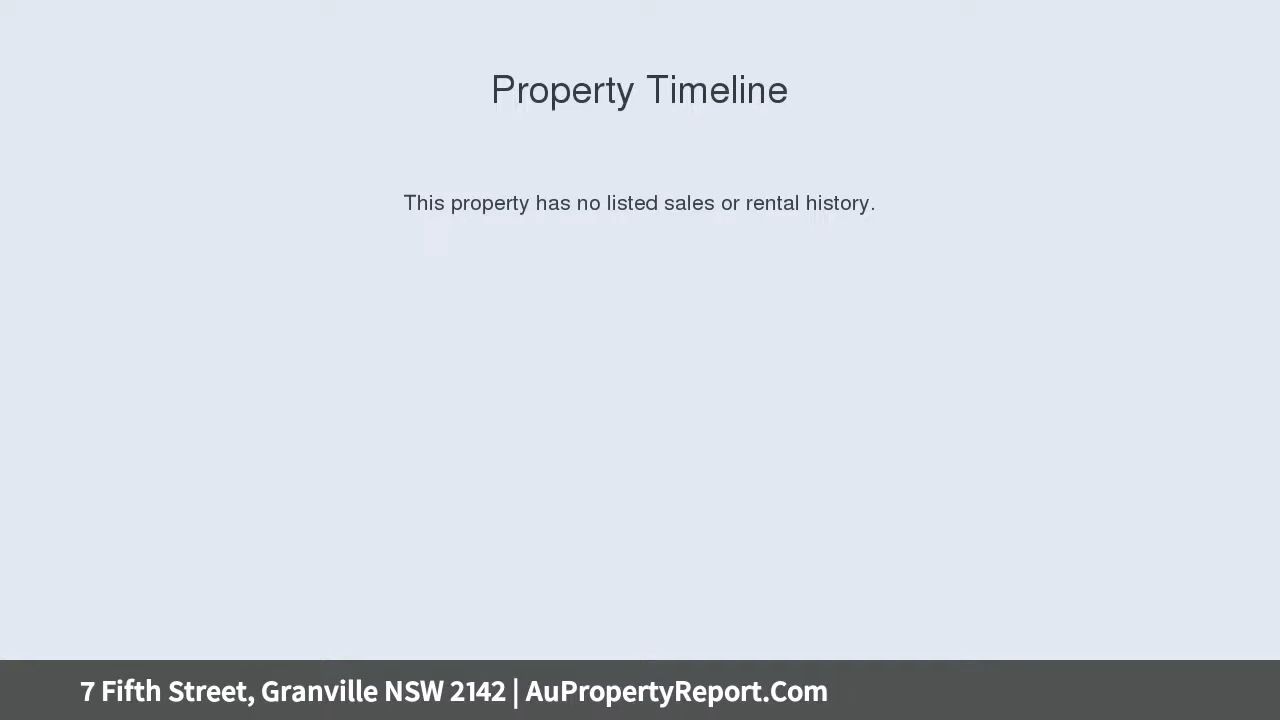 Property Timeline
This property has no listed sales or rental history.
7 Fifth Street, Granville NSW 2142 | AuPropertyReport.Com